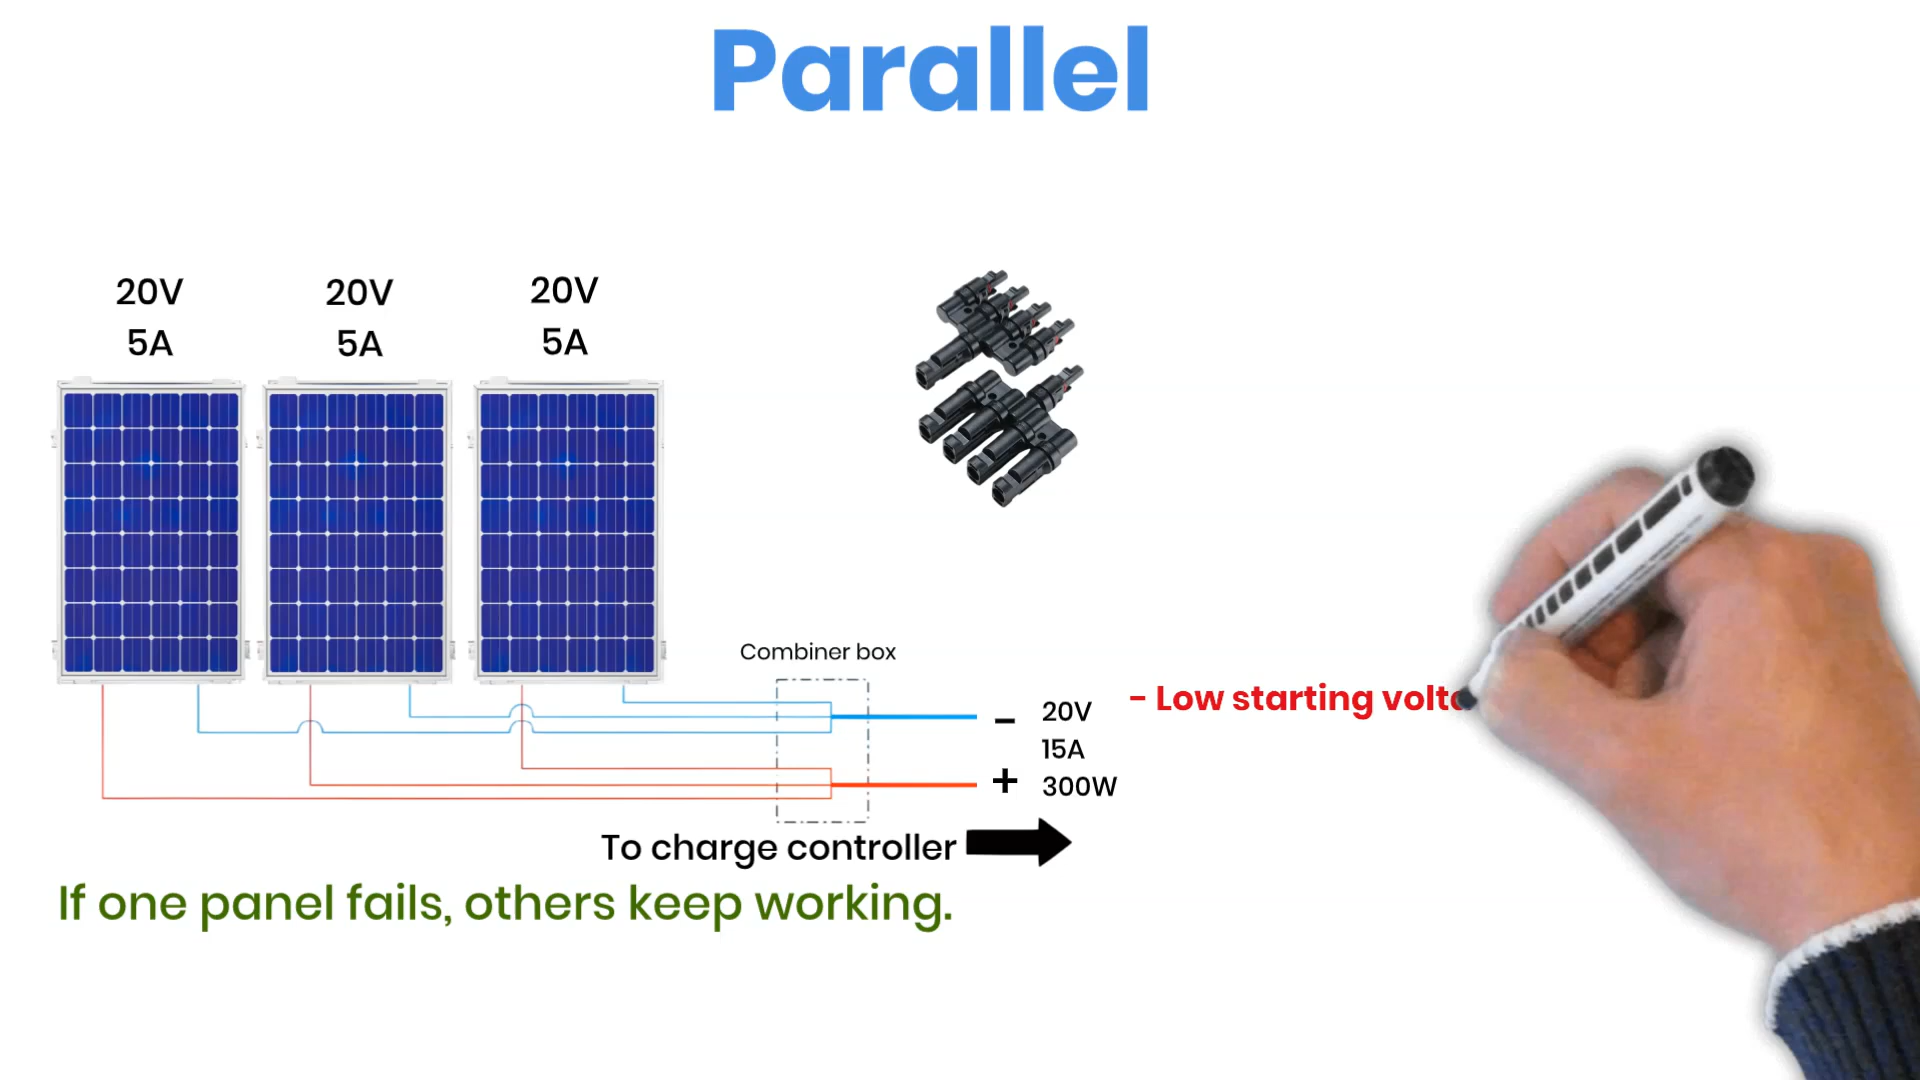 Parallel
20V
5A
20V
5A
20V
5A
Combiner box
- Low starting
−
20V
15A
+
300W
To charge controller
If one panel fails, others keep working.